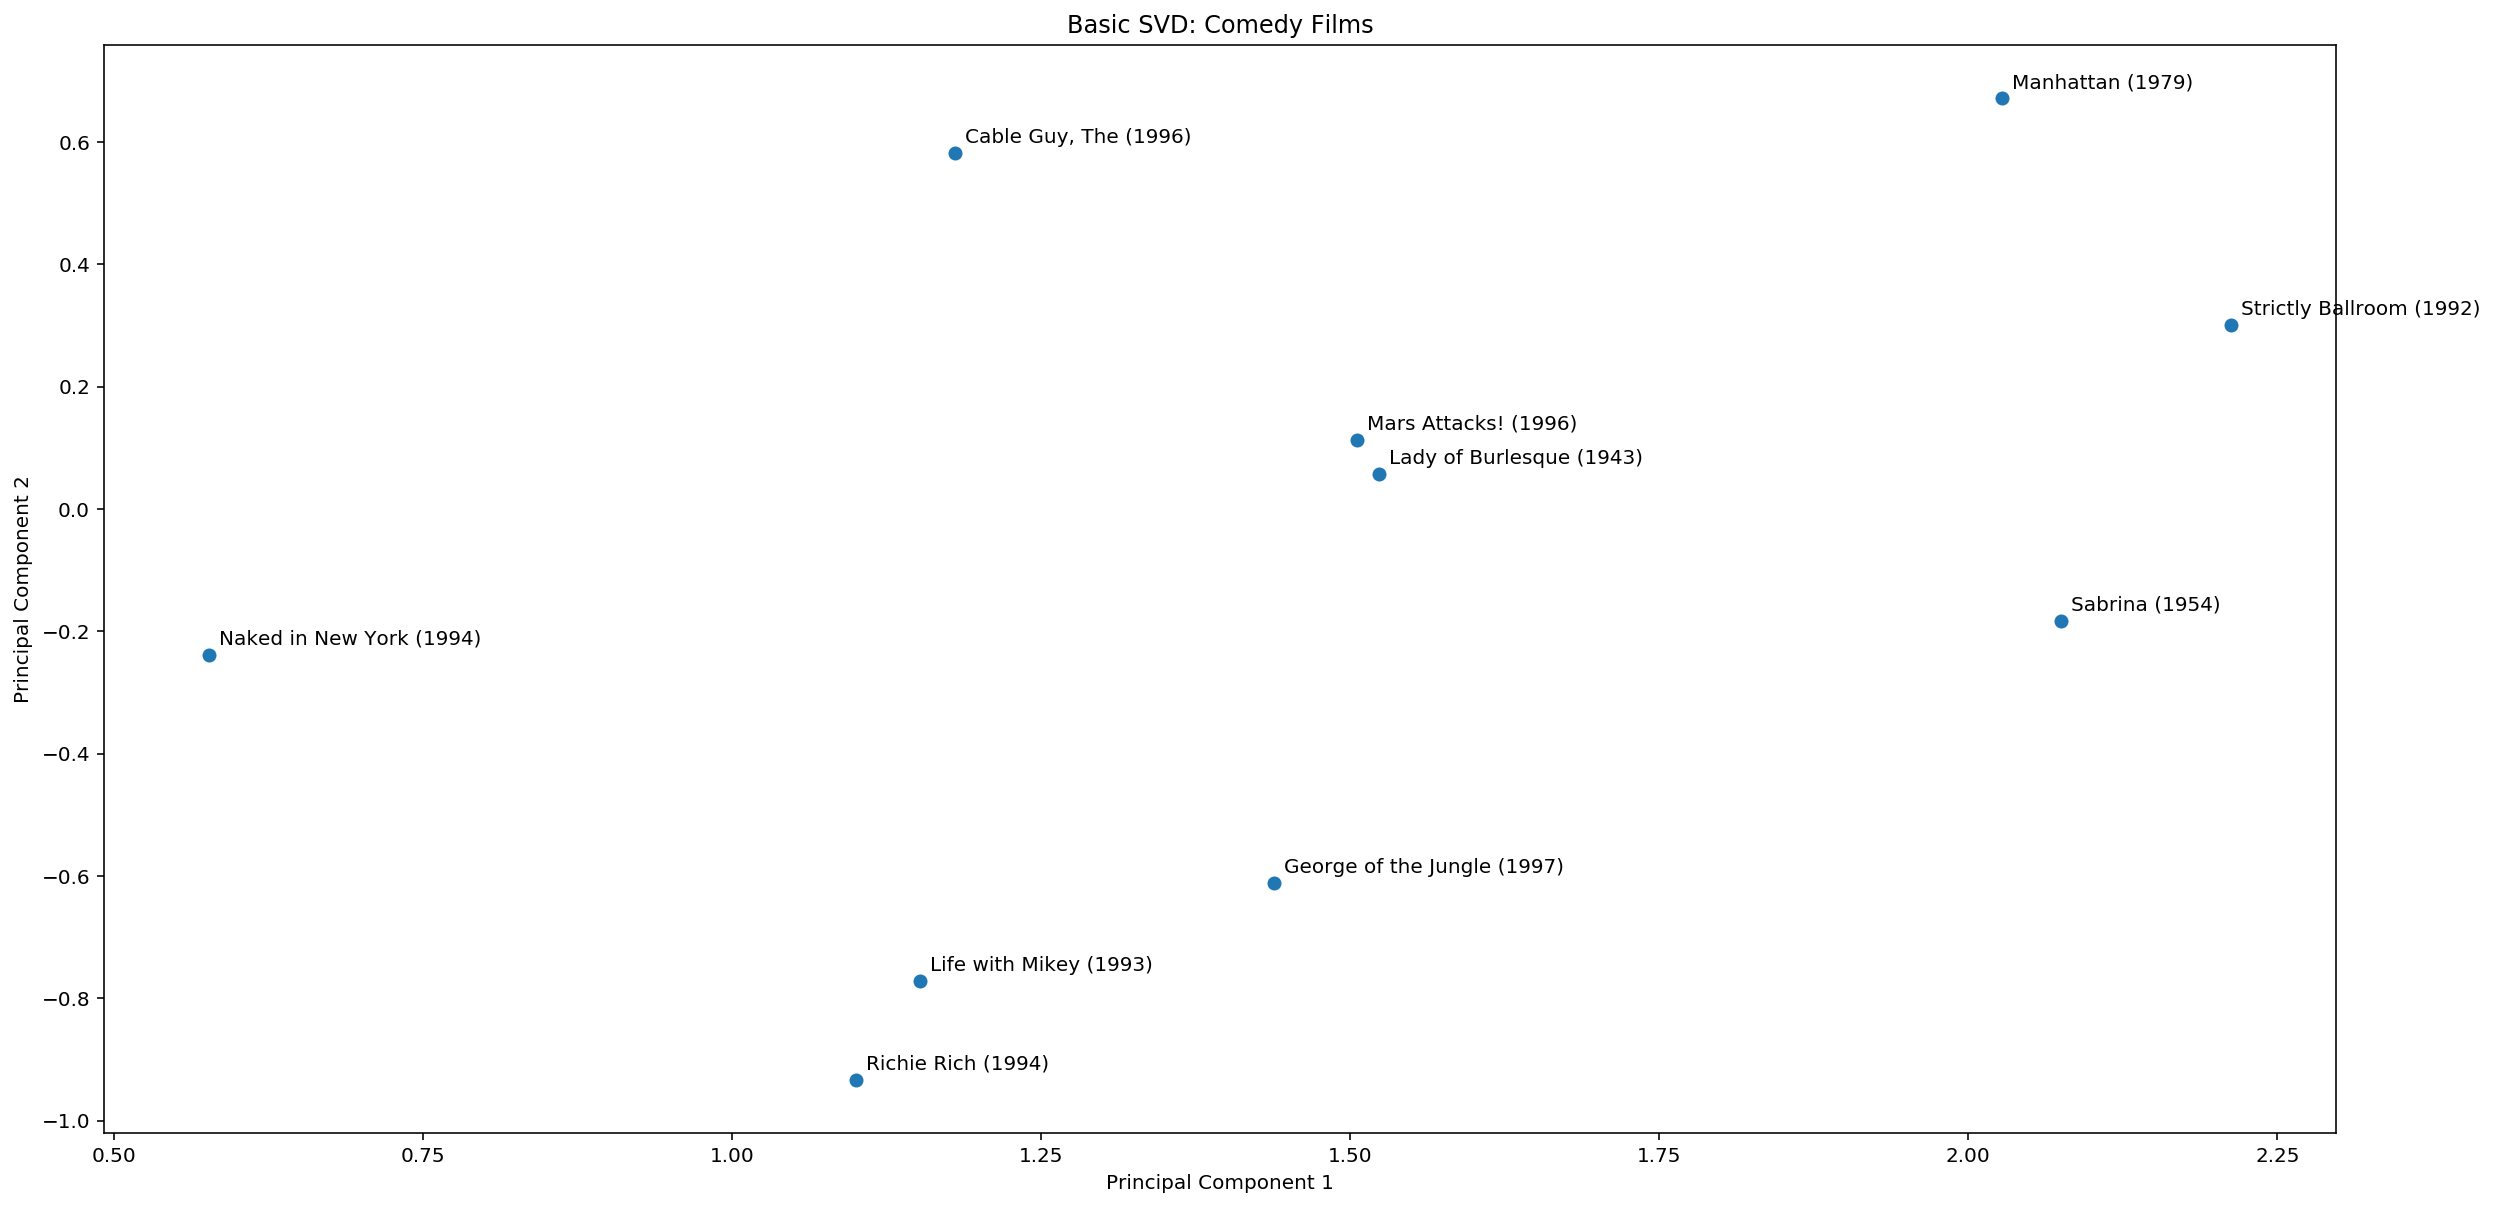 Basic SVD: Comedy Films
Manhattan (1979)
Cable Guy, The (1996)
Strictly Ballroom (1992)
Mars Attacks! (1996)
Lady of Burlesque (1943)
Sabrina (1954)
Naked in New York (1994)
George of the Jungle (1997)
Life with Mikey (1993)
Richie Rich (1994)
Principal Component 2
0.6
0.4
0.2
0.0
−0.2
−0.4
−0.6
−0.8
−1.0
0.50 0.75 1.00 1.25 1.50 1.75 2.00 2.25
Principal Component 1